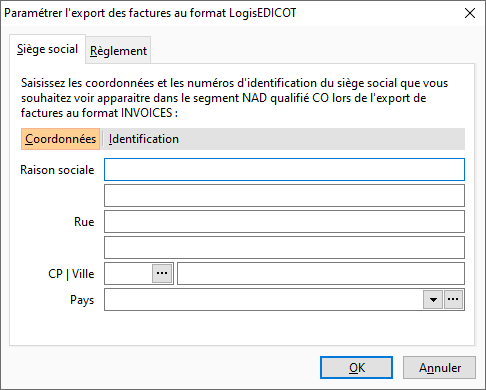 Paramétrer l'export des factures au format LogisEDICOT
Siège social
Règlement
Saisissez les coordonnées et les numéros d'identification du siège social que vous
souhaitez voir apparaitre dans le segment NAD qualifié CO lors de l'export de
factures au format INVOICES :
Coordonnées
Identification
Raison sociale
Rue
CP | Ville
...
Pays
...
OK
Annuler